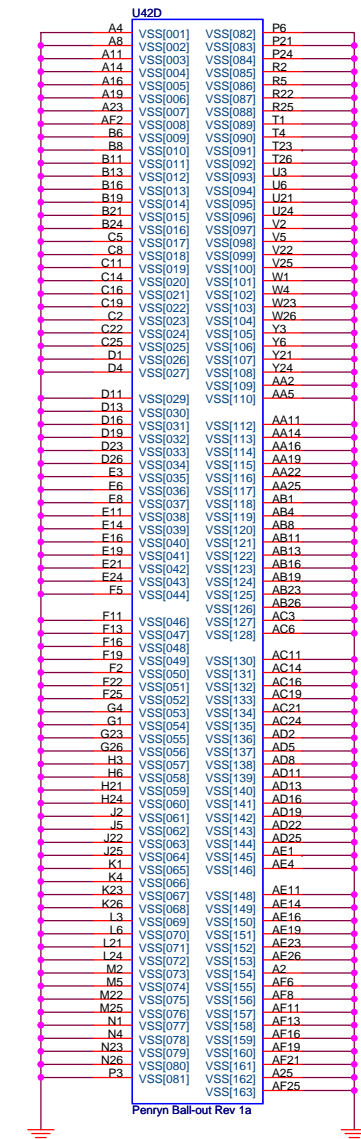 U42D
A4 VSS[001] VSS[082] P6
A8 VSS[002] VSS[083] P21
A11 VSS[003] VSS[084] P24
A14 VSS[004] VSS[085] R2
A16 VSS[005] VSS[086] R5
A19 VSS[006] VSS[087] R22
A23 VSS[007] VSS[088] R25
AF2 VSS[008] VSS[089] T1
B6 VSS[009] VSS[090] T4
B8 VSS[010] VSS[091] T23
B11 VSS[011] VSS[092] T26
B13 VSS[012] VSS[093] U3
B16 VSS[013] VSS[094] U6
B19 VSS[014] VSS[095] U21
B21 VSS[015] VSS[096] U24
B24 VSS[016] VSS[097] V2
C5 VSS[017] VSS[098] V5
C8 VSS[018] VSS[099] V22
C11 VSS[019] VSS[100] V25
C14 VSS[020] VSS[101] W1
C16 VSS[021] VSS[102] W4
C19 VSS[022] VSS[103] W23
C2 VSS[023] VSS[104] W26
C22 VSS[024] VSS[105] Y3
C25 VSS[025] VSS[106] Y6
D1 VSS[026] VSS[107] Y21
D4 VSS[027] VSS[108] Y24
VSS[109] AA2
D11 VSS[029] VSS[110] AA5
D13 VSS[030]
D16 VSS[031] VSS[112] AA11
D19 VSS[032] VSS[113] AA14
D23 VSS[033] VSS[114] AA16
D26 VSS[034] VSS[115] AA19
E3 VSS[035] VSS[116] AA22
E6 VSS[036] VSS[117] AA25
E8 VSS[037] VSS[118] AB1
E11 VSS[038] VSS[119] AB4
E14 VSS[039] VSS[120] AB8
E16 VSS[040] VSS[121] AB11
E19 VSS[041] VSS[122] AB13
E21 VSS[042] VSS[123] AB16
E24 VSS[043] VSS[124] AB19
F5 VSS[044] VSS[125] AB23
VSS[126] AB26
F11 VSS[046] VSS[127] AC3
F13 VSS[047] VSS[128] AC6
F16 VSS[048]
F19 VSS[049] VSS[130] AC11
F2 VSS[050] VSS[131] AC14
F22 VSS[051] VSS[132] AC16
F25 VSS[052] VSS[133] AC19
G4 VSS[053] VSS[134] AC21
G1 VSS[054] VSS[135] AC24
G23 VSS[055] VSS[136] AD2
G26 VSS[056] VSS[137] AD5
H3 VSS[057] VSS[138] AD8
H6 VSS[058] VSS[139] AD11
H21 VSS[059] VSS[140] AD13
H24 VSS[060] VSS[141] AD16
J2 VSS[061] VSS[142] AD19
J5 VSS[062] VSS[143] AD22
J22 VSS[063] VSS[144] AD25
J25 VSS[064] VSS[145] AE1
K1 VSS[065] VSS[146] AE4
K4 VSS[066]
K23 VSS[067] VSS[148] AE11
K26 VSS[068] VSS[149] AE14
L3 VSS[069] VSS[150] AE16
L6 VSS[070] VSS[151] AE19
L21 VSS[071] VSS[152] AE23
L24 VSS[072] VSS[153] AE26
M2 VSS[073] VSS[154] A2
M5 VSS[074] VSS[155] AF6
M22 VSS[075] VSS[156] AF8
M25 VSS[076] VSS[157] AF11
N1 VSS[077] VSS[158] AF13
N4 VSS[078] VSS[159] AF16
N23 VSS[079] VSS[160] AF19
N26 VSS[080] VSS[161] AF21
P3 VSS[081] VSS[162] A25
VSS[163] AF25
Penryn Ball-out Rev 1a